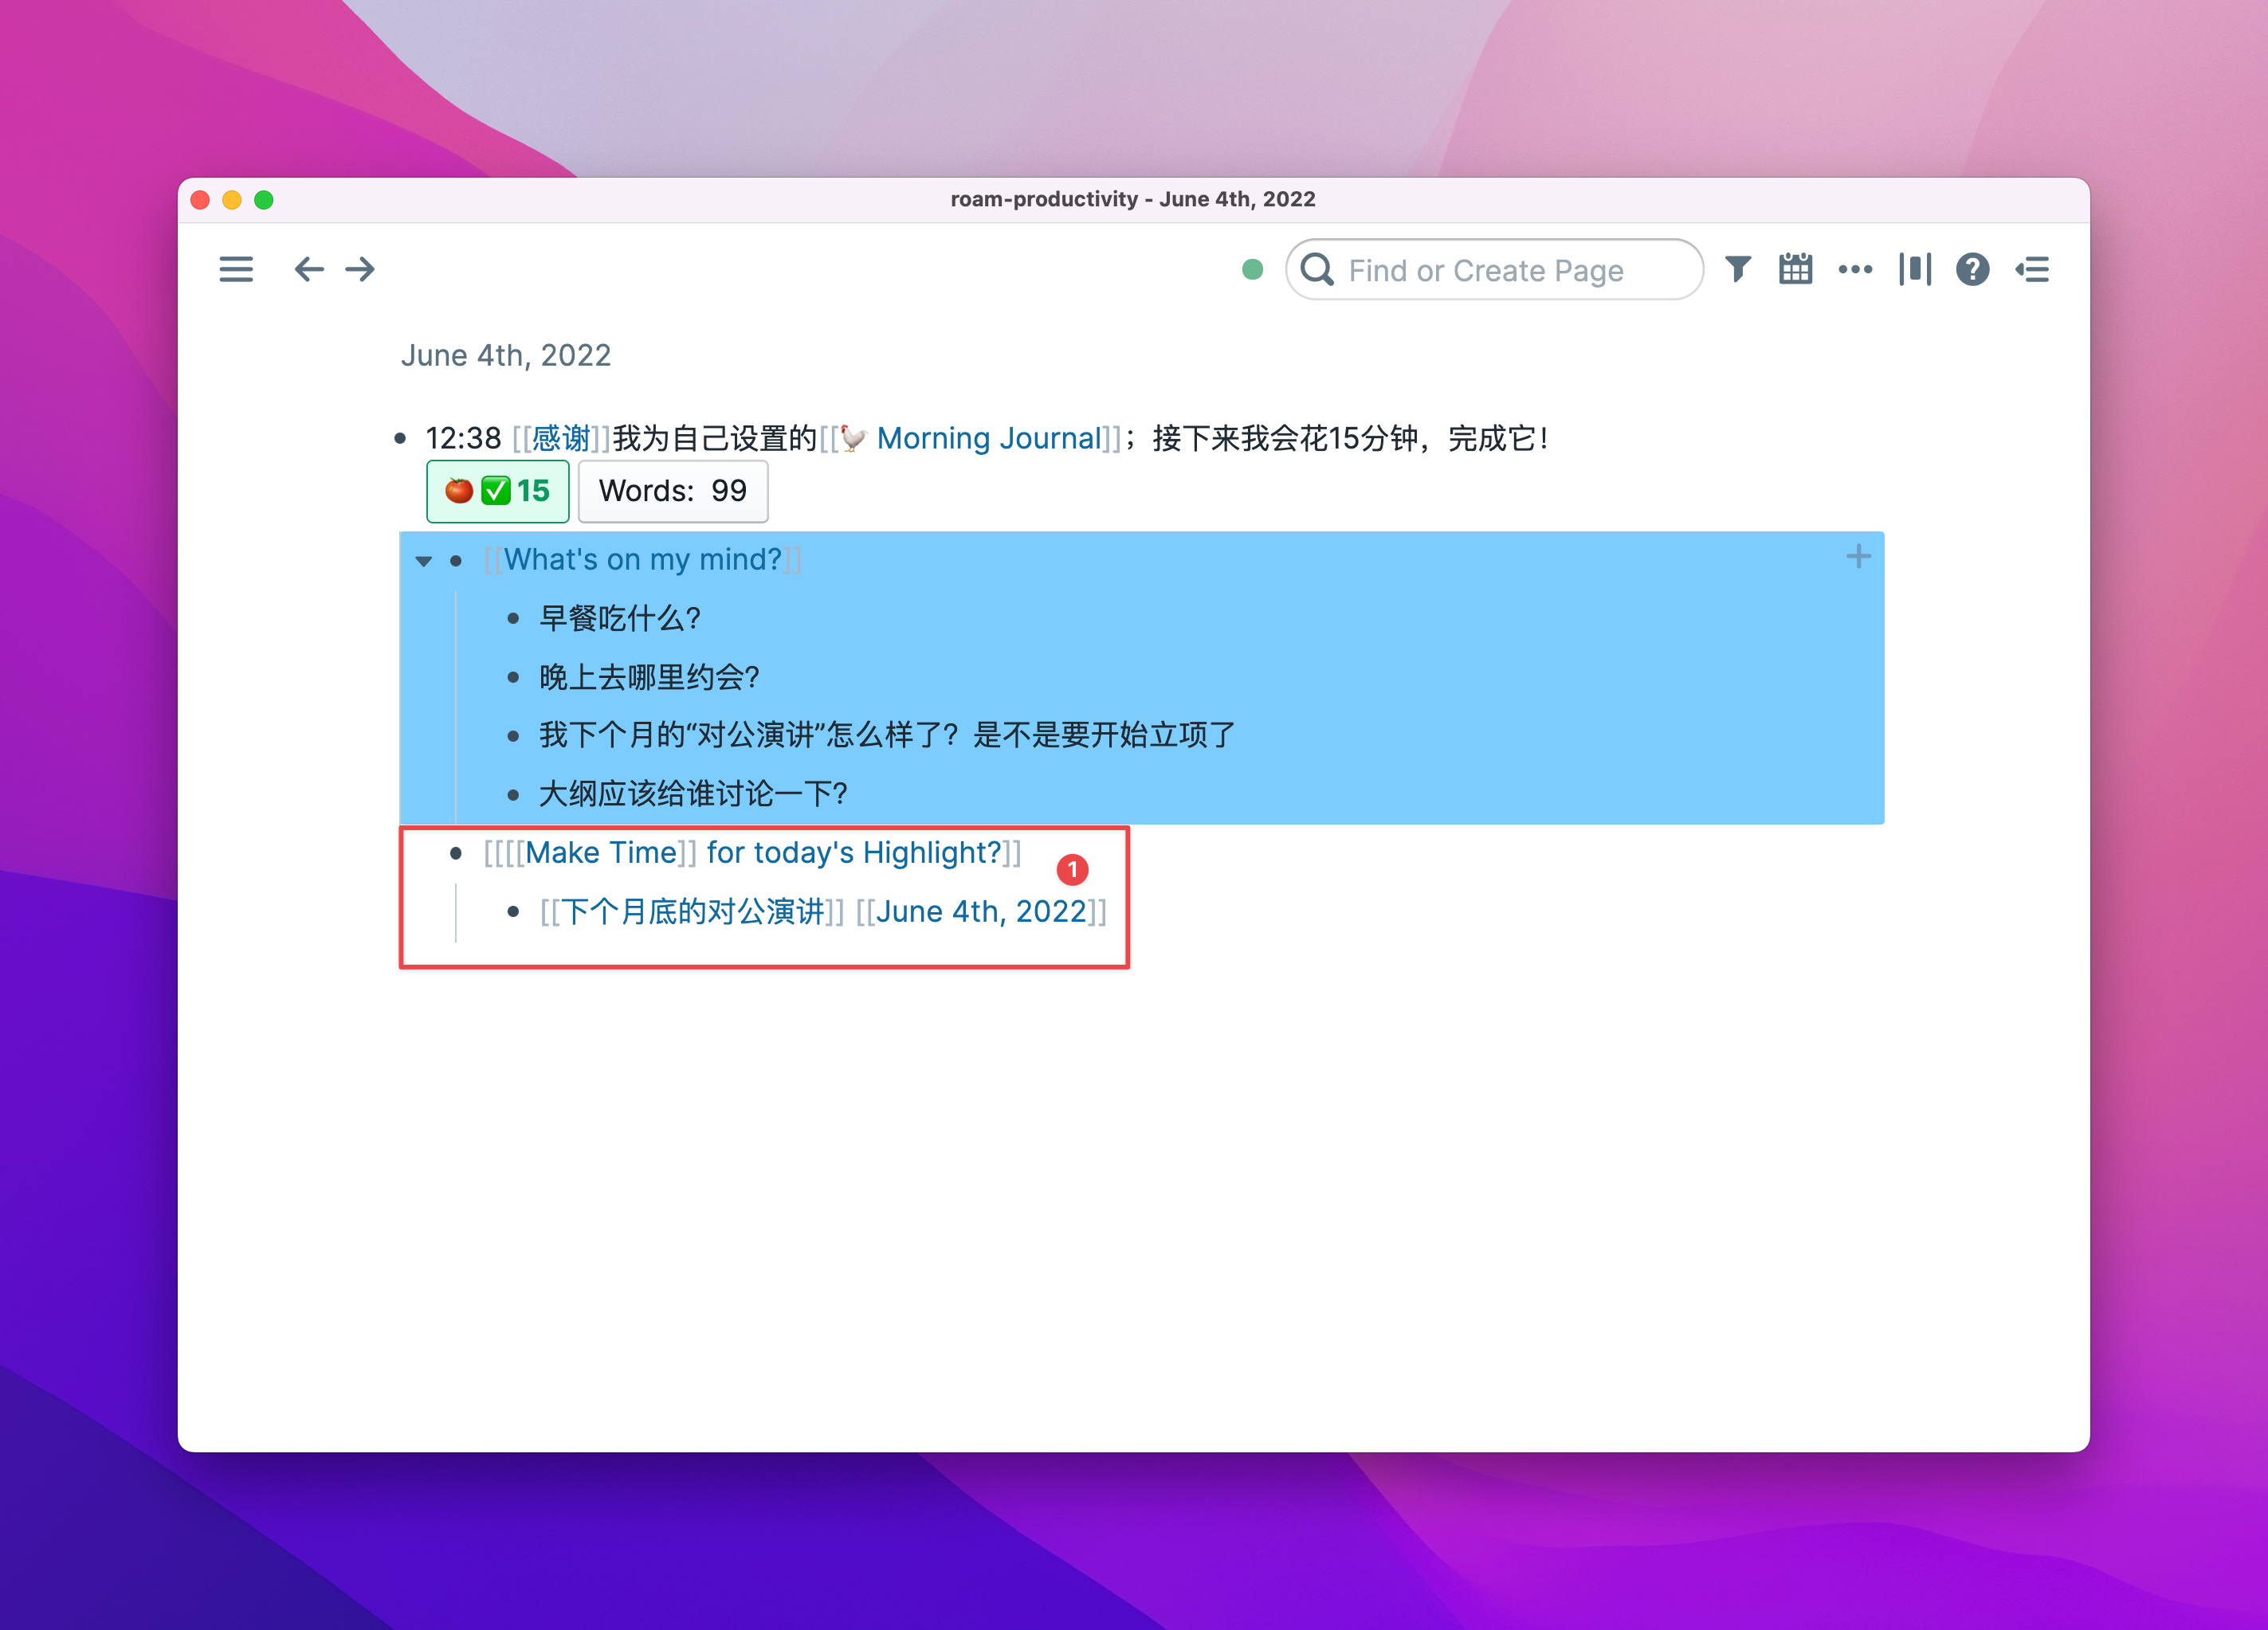 roam-productivity - June 4th, 2022
Find or Create Page
June 4th, 2022
12:38 [[感谢]]我为自己设置的[[🐓 Morning Journal]]；接下来我会花15分钟，完成它！
🍅 ✅ 15 Words: 99
[[What's on my mind?]]
早餐吃什么？
晚上去哪里约会？
我下个月的“对公演讲”怎么样了？是不是要开始立项了
大纲应该给谁讨论一下？
[[[[Make Time]] for today's Highlight?]]
1
[[下个月底的对公演讲]] [[June 4th, 2022]]